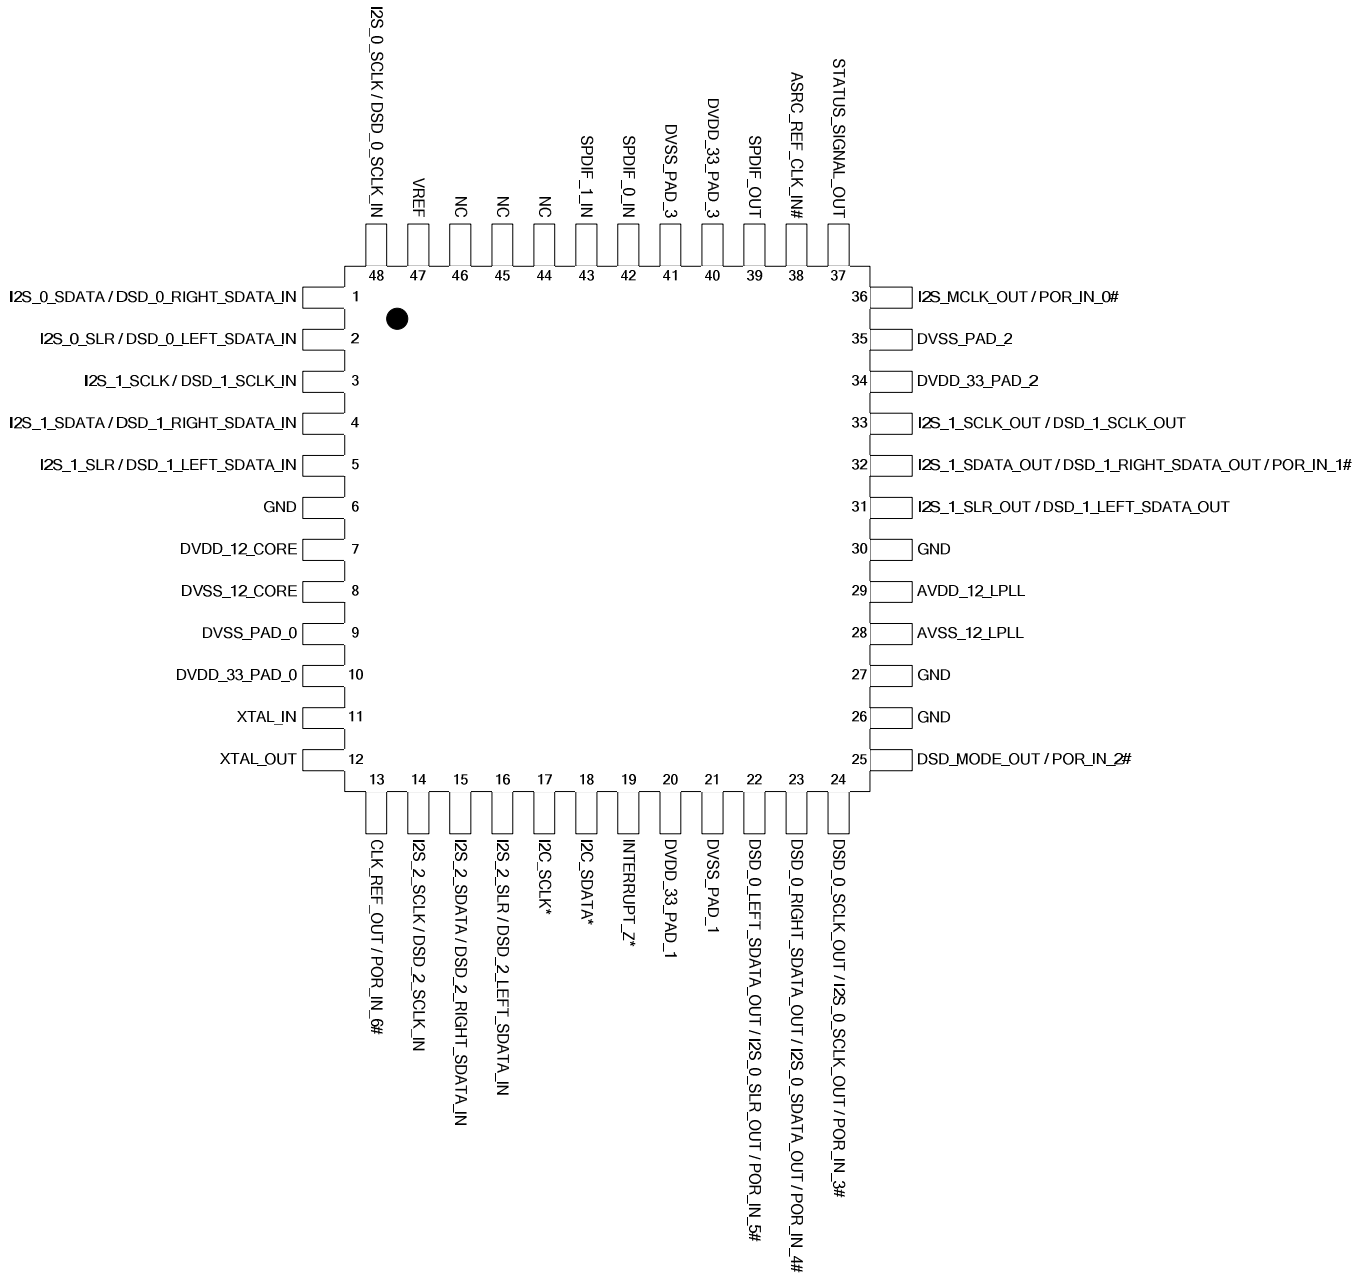 I2S_0_SCLK / DSD_0_SCLK_IN
VREF
NC
NC
NC
SPDIF_1_IN
SPDIF_0_IN
DVSS_PAD_3
DVDD_33_PAD_3
SPDIF_OUT
ASRC_REF_CLK_IN#
STATUS_SIGNAL_OUT
48 47 46 45 44 43 42 41 40 39 38 37
I2S_0_SDATA / DSD_0_RIGHT_SDATA_IN 1
I2S_0_SLR / DSD_0_LEFT_SDATA_IN 2
I2S_1_SCLK / DSD_1_SCLK_IN 3
I2S_1_SDATA / DSD_1_RIGHT_SDATA_IN 4
I2S_1_SLR / DSD_1_LEFT_SDATA_IN 5
GND 6
DVDD_12_CORE 7
DVSS_12_CORE 8
DVSS_PAD_0 9
DVDD_33_PAD_0 10
XTAL_IN 11
XTAL_OUT 12
36 I2S_MCLK_OUT / POR_IN_0#
35 DVSS_PAD_2
34 DVDD_33_PAD_2
33 I2S_1_SCLK_OUT / DSD_1_SCLK_OUT
32 I2S_1_SDATA_OUT / DSD_1_RIGHT_SDATA_OUT / POR_IN_1#
31 I2S_1_SLR_OUT / DSD_1_LEFT_SDATA_OUT
30 GND
29 AVDD_12_LPLL
28 AVSS_12_LPLL
27 GND
26 GND
25 DSD_MODE_OUT / POR_IN_2#
13 14 15 16 17 18 19 20 21 22 23 24
CLK_REF_OUT / POR_IN_6#
I2S_2_SCLK / DSD_2_SCLK_IN
I2S_2_SDATA / DSD_2_RIGHT_SDATA_IN
I2S_2_SLR / DSD_2_LEFT_SDATA_IN
I2C_SCLK*
I2C_SDATA*
INTERRUPT_Z*
DVDD_33_PAD_1
DVSS_PAD_1
DSD_0_LEFT_SDATA_OUT / I2S_0_SLR_OUT / POR_IN_5#
DSD_0_RIGHT_SDATA_OUT / I2S_0_SDATA_OUT / POR_IN_4#
DSD_0_SCLK_OUT / I2S_0_SCLK_OUT / POR_IN_3#